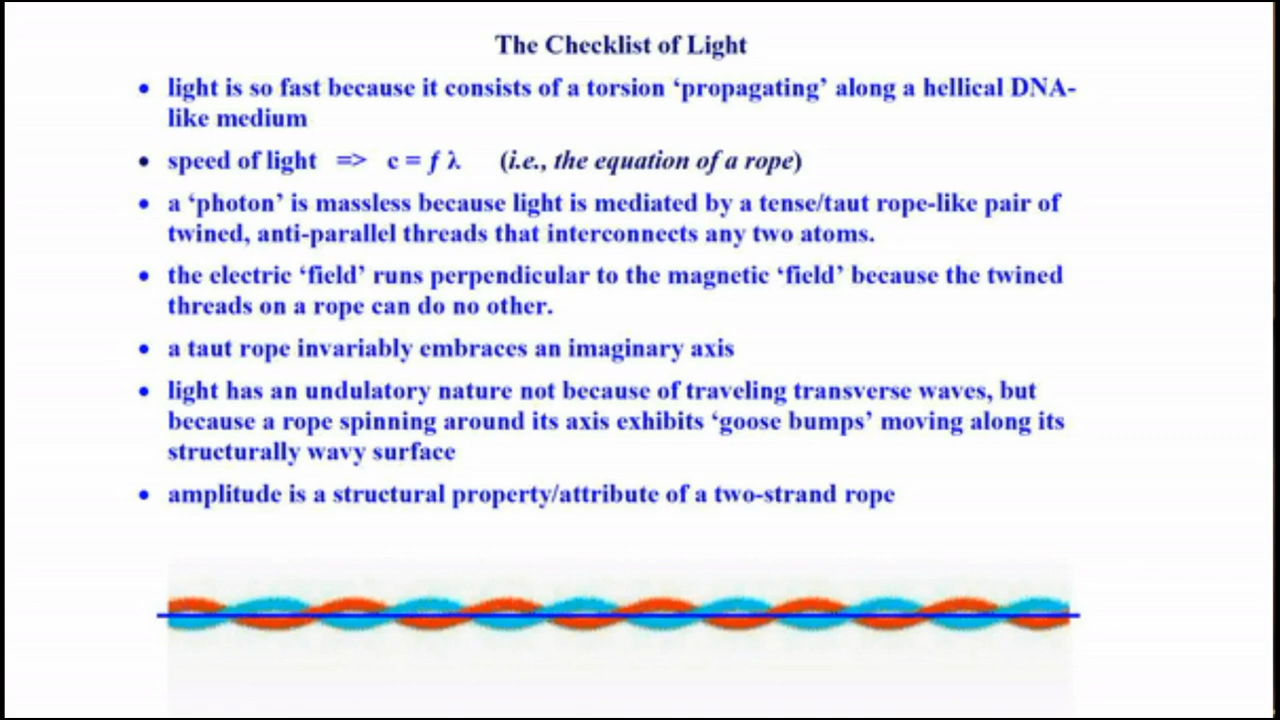 The Checklist of Light
• light is so fast because it consists of a torsion ‘propagating’ along a hellical DNA-
like medium
• speed of light => c = f λ (i.e., the equation of a rope)
• a ‘photon’ is massless because light is mediated by a tense/taut rope-like pair of
twined, anti-parallel threads that interconnects any two atoms.
• the electric ‘field’ runs perpendicular to the magnetic ‘field’ because the twined
threads on a rope can do no other.
• a taut rope invariably embraces an imaginary axis
• light has an undulatory nature not because of traveling transverse waves, but
because a rope spinning around its axis exhibits ‘goose bumps’ moving along its
structurally wavy surface
• amplitude is a structural property/attribute of a two-strand rope